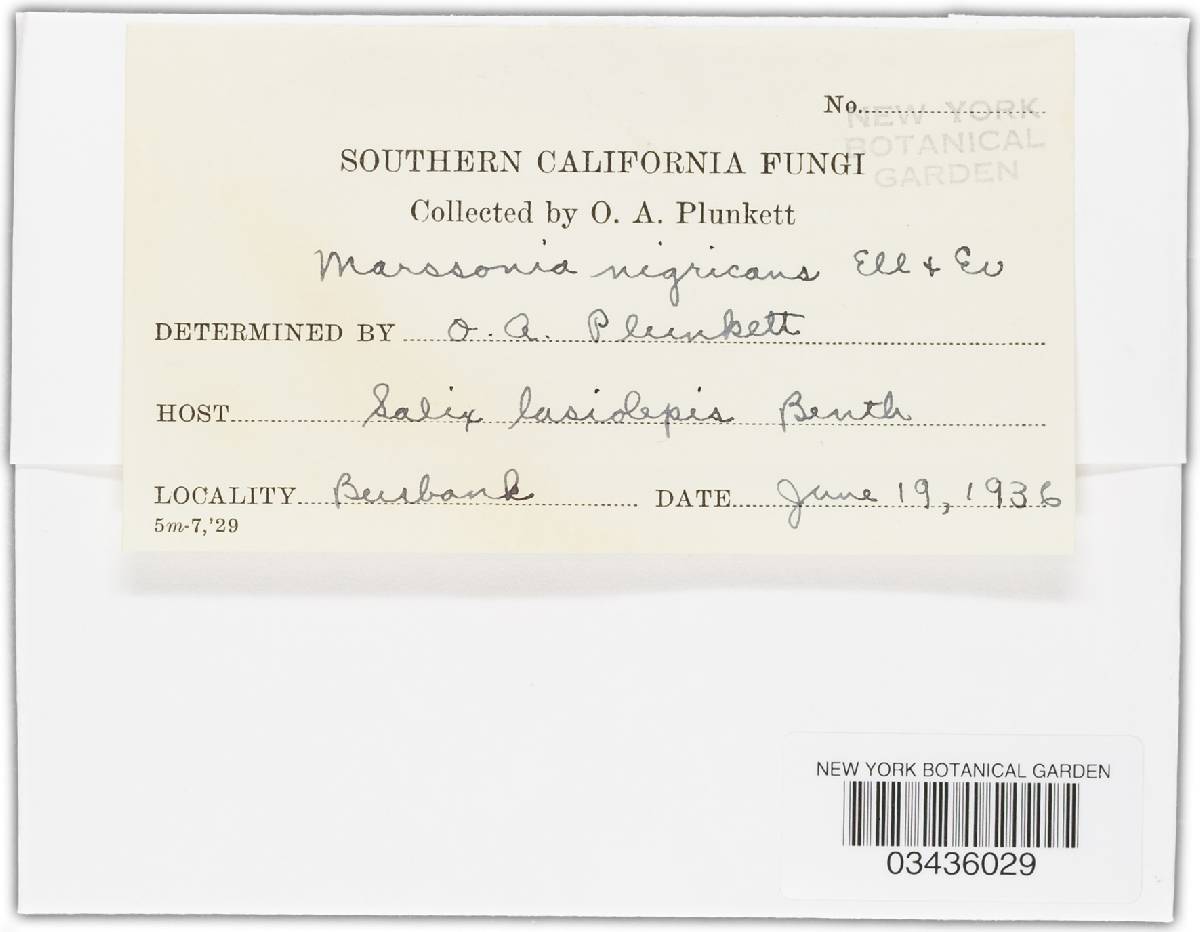 No.
NEW YORK
BOTANICAL
GARDEN
SOUTHERN CALIFORNIA FUNGI
Collected by O. A. Plunkett
Marssonia nigricans Ell & Ev
DETERMINED BY O. A. Plunkett
HOST Salix lasiolepis Benth
LOCALITY Burbank DATE June 19, 1936
5m-7,'29
NEW YORK BOTANICAL GARDEN
03436029